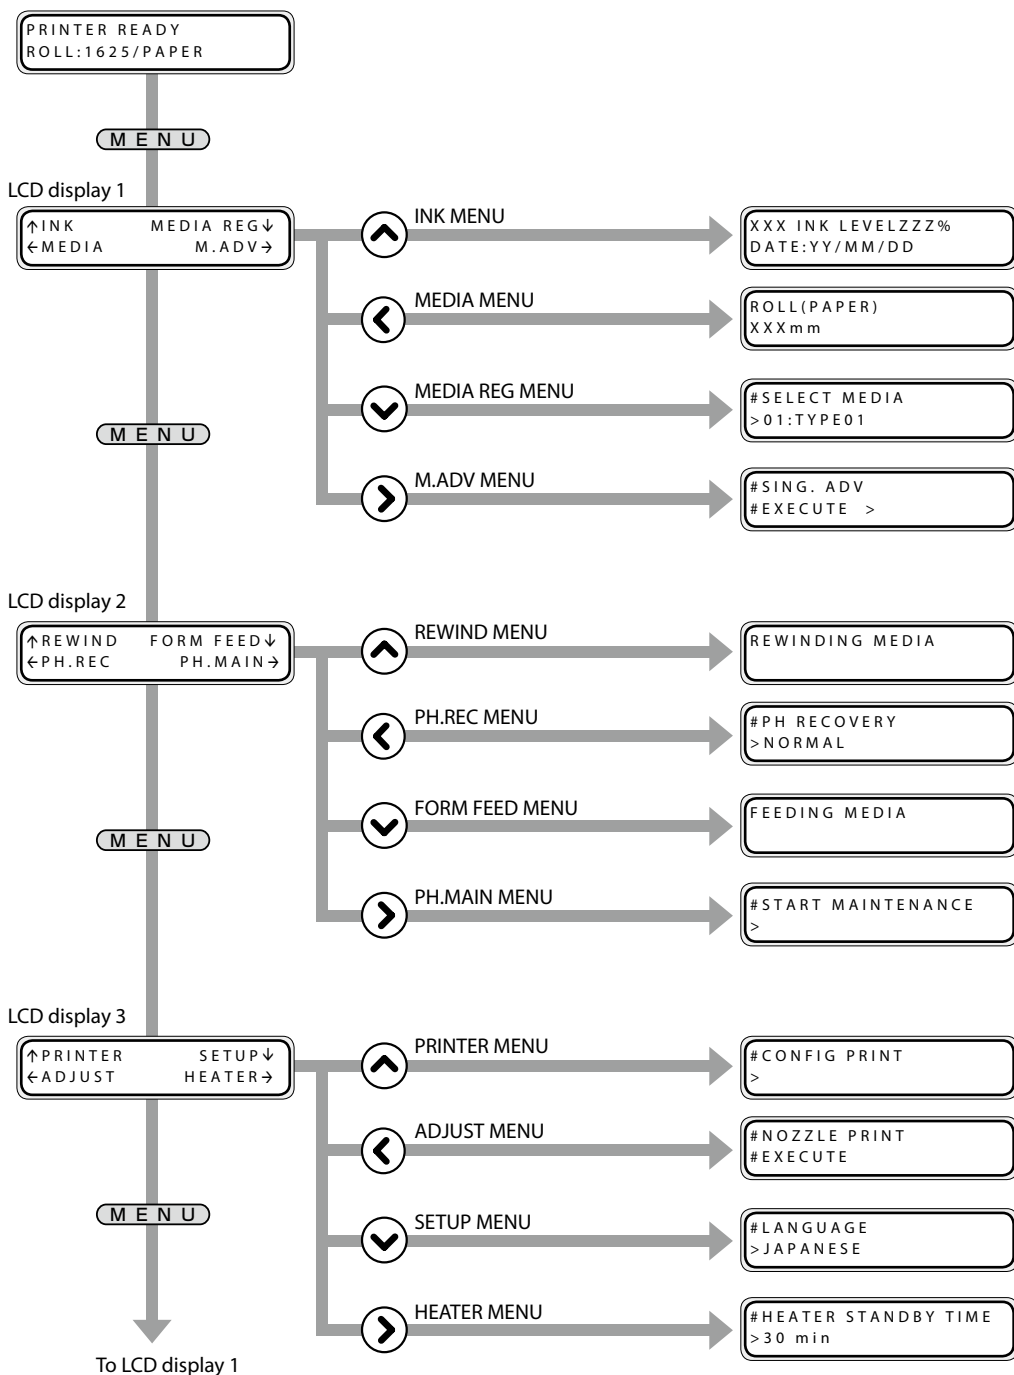 PRINTER READY
ROLL:1625/PAPER
MENU
LCD display 1
↑INK MEDIA REG↓
←MEDIA M.ADV→
INK MENU
XXX INK LEVELZZZ%
DATE:YY/MM/DD
MEDIA MENU
ROLL(PAPER)
XXXmm
MEDIA REG MENU
#SELECT MEDIA
>01:TYPE01
MENU
M.ADV MENU
#SING. ADV
#EXECUTE >
LCD display 2
↑REWIND FORM FEED↓
←PH.REC PH.MAIN→
REWIND MENU
REWINDING MEDIA
PH.REC MENU
#PH RECOVERY
>NORMAL
FORM FEED MENU
FEEDING MEDIA
MENU
PH.MAIN MENU
#START MAINTENANCE
>
LCD display 3
↑PRINTER SETUP↓
←ADJUST HEATER→
PRINTER MENU
#CONFIG PRINT
>
ADJUST MENU
#NOZZLE PRINT
#EXECUTE
MENU
SETUP MENU
#LANGUAGE
>JAPANESE
HEATER MENU
#HEATER STANDBY TIME
>30 min
To LCD display 1